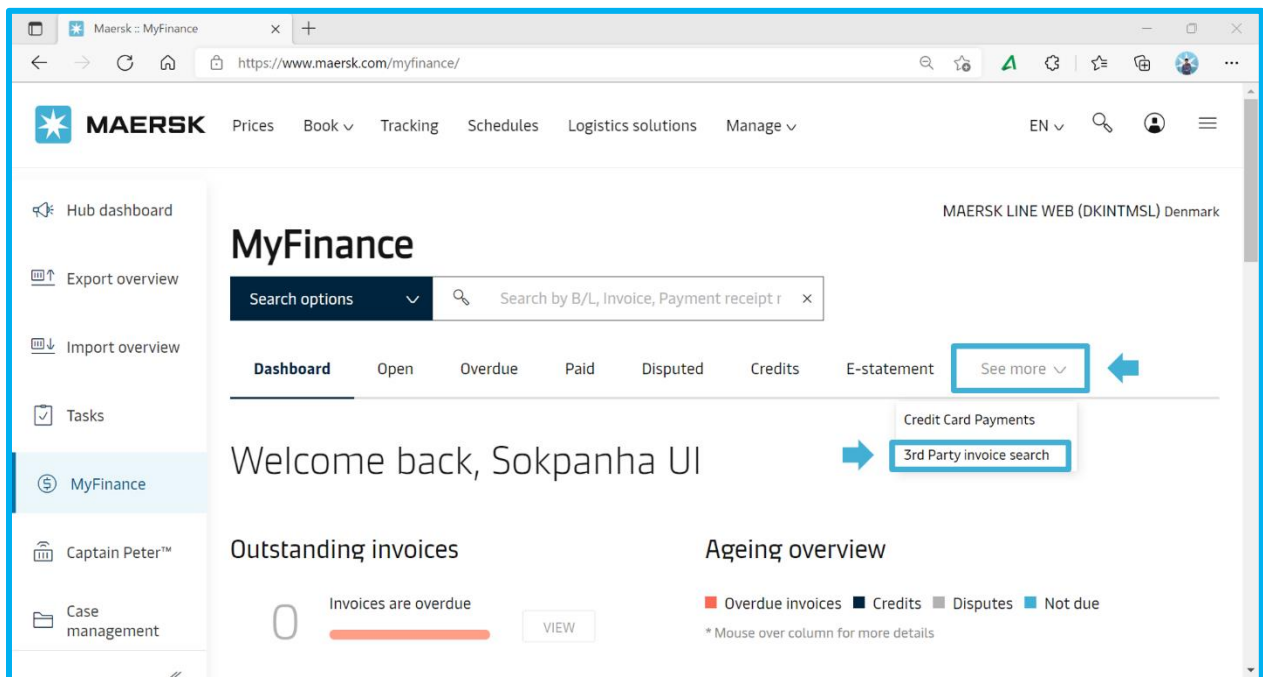 Maersk :: MyFinance
https://www.maersk.com/myfinance/
MAERSK Prices Book Tracking Schedules Logistics solutions Manage EN
MAERSK LINE WEB (DKINTMSL) Denmark
Hub dashboard
Export overview
Import overview
Tasks
MyFinance
Captain Peter™
Case
management
MyFinance
Search options Search by B/L, Invoice, Payment receipt r
Dashboard Open Overdue Paid Disputed Credits E-statement See more
Credit Card Payments
3rd Party invoice search
Welcome back, Sokpanha UI
Outstanding invoices
0 Invoices are overdue VIEW
Ageing overview
Overdue invoices Credits Disputes Not due
* Mouse over column for more details